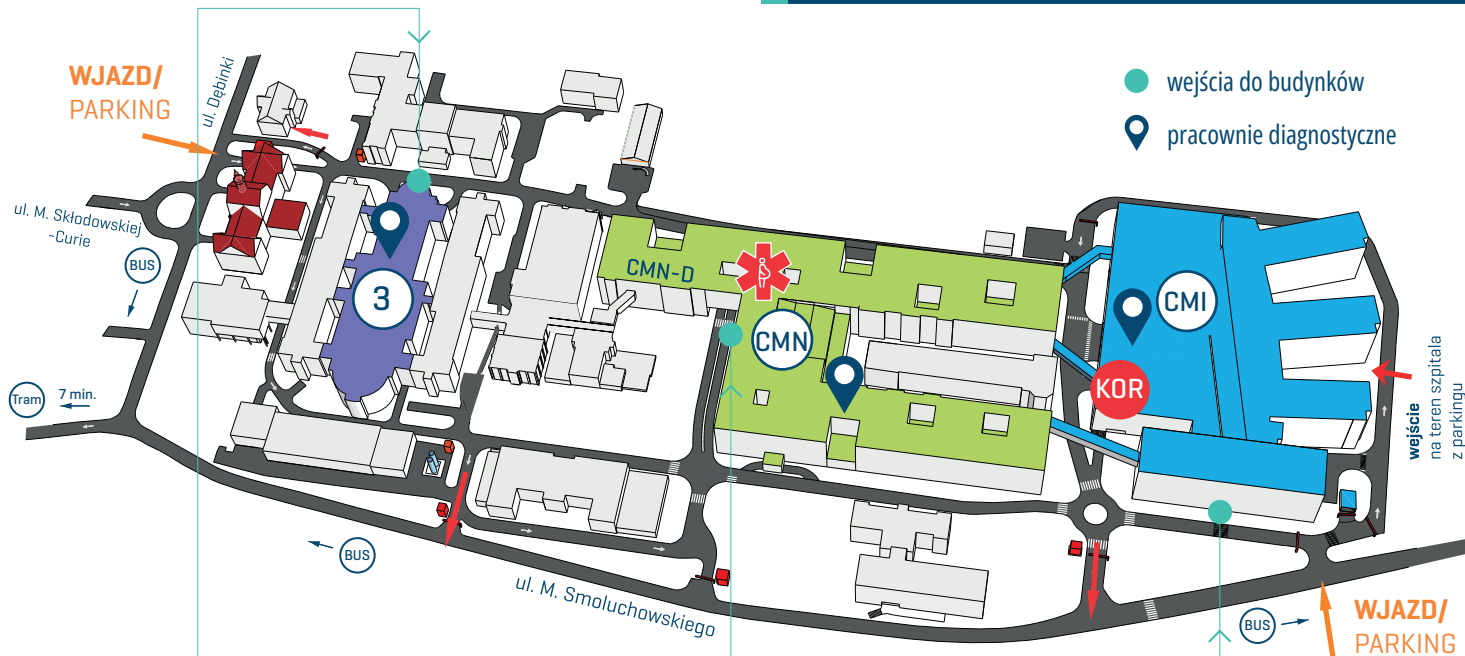 WJAZD/
PARKING
ul. Dębinki
wejścia do budynków
pracownie diagnostyczne
ul. M. Skłodowskiej
-Curie
BUS
3
CMN-D
CMN
CMI
KOR
Tram
7 min.
wejście
na teren szpitala
z parkingu
BUS
ul. M. Smoluchowskiego
BUS
WJAZD/
PARKING